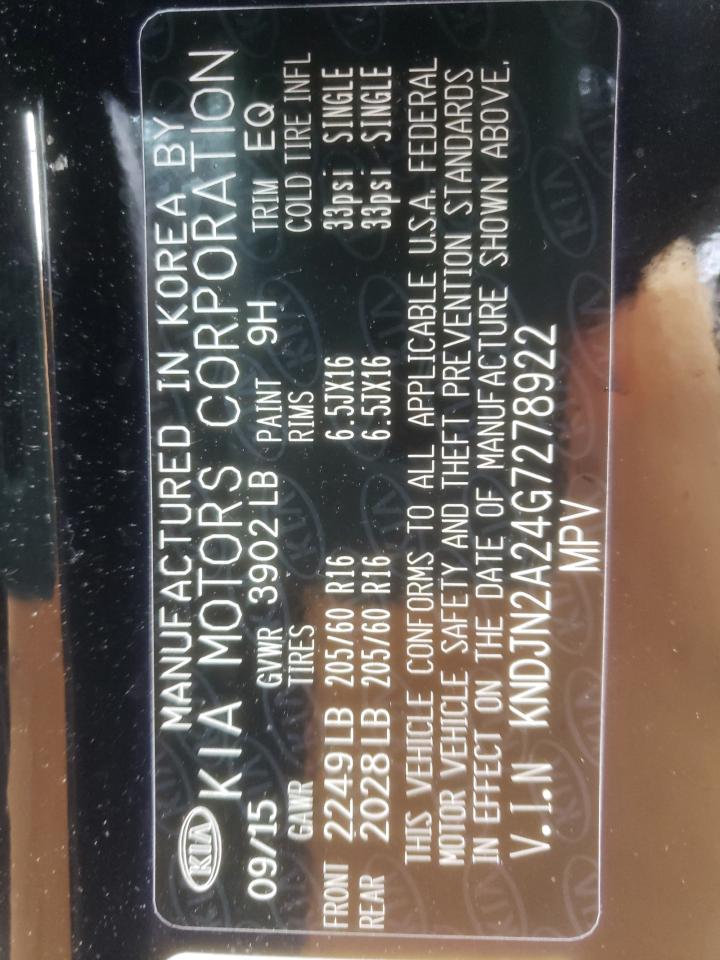 MANUFACTURED IN KOREA BY
KIA KIA MOTORS CORPORATION
09/15 GVWR 3902 LB PAINT 9H TRIM EQ
GAWR TIRES RIMS COLD TIRE INFL
FRONT 2249 LB 205/60 R16 6.5JX16 33psi SINGLE
REAR 2028 LB 205/60 R16 6.5JX16 33psi SINGLE
THIS VEHICLE CONFORMS TO ALL APPLICABLE U.S.A. FEDERAL
MOTOR VEHICLE SAFETY AND THEFT PREVENTION STANDARDS
IN EFFECT ON THE DATE OF MANUFACTURE SHOWN ABOVE.
V.I.N KNDJN2A24G7278922
MPV